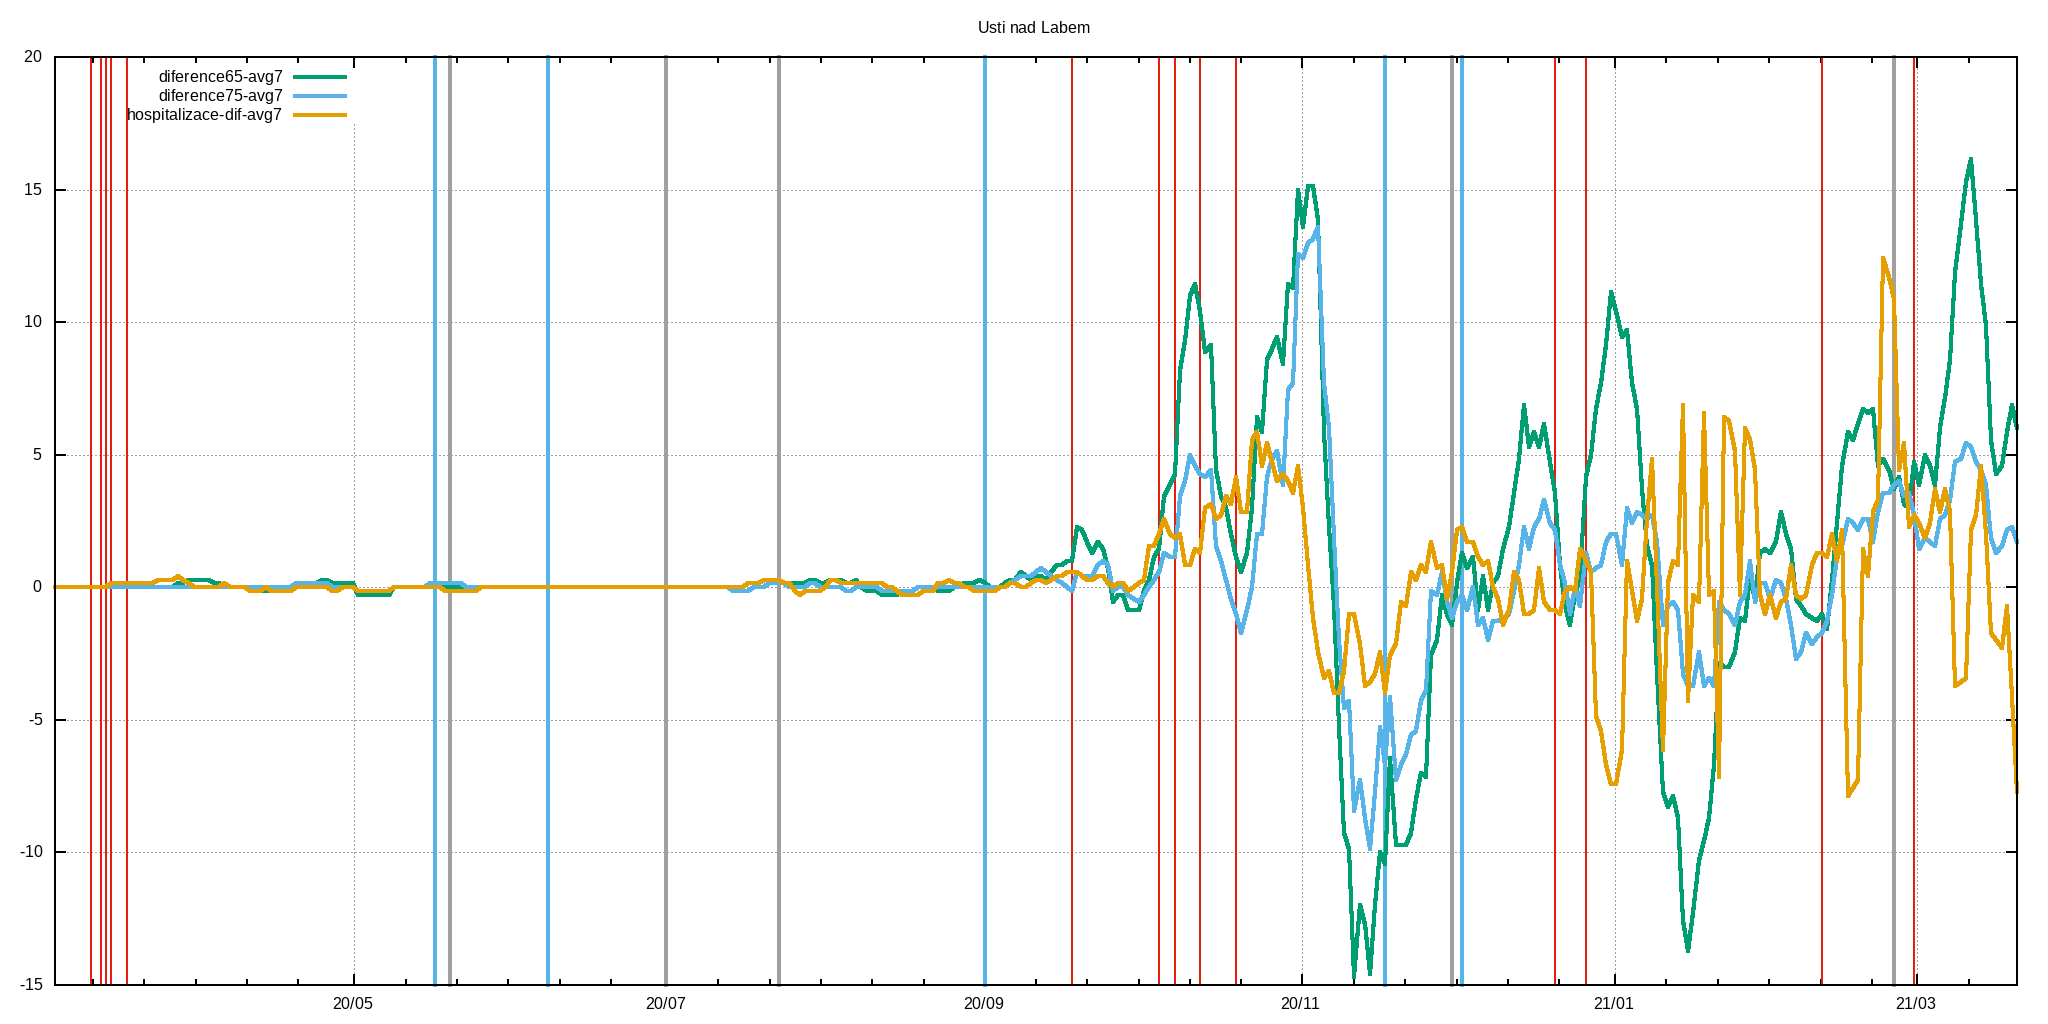 Usti nad Labem
20
diference65-avg7
diference75-avg7
hospitalizace-dif-avg7
15
10
5
0
-5
-10
-15
20/05 20/07 20/09 20/11 21/01 21/03